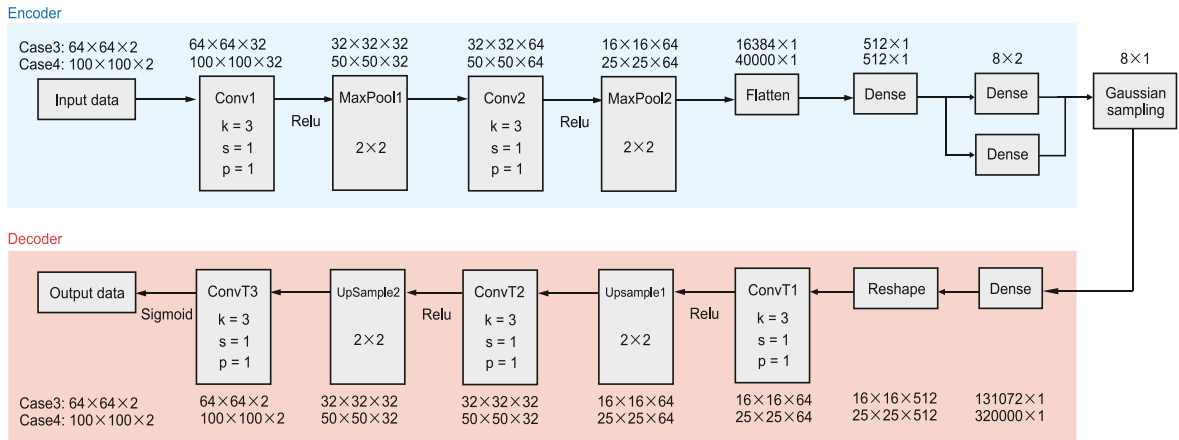 Encoder
Case3: 64×64×2
Case4: 100×100×2
64×64×32
100×100×32
32×32×32
50×50×32
32×32×64
50×50×64
16×16×64
25×25×64
16384×1
40000×1
512×1
512×1
8×2
8×1
Input data
Conv1
k = 3
s = 1
p = 1
Relu
MaxPool1
2×2
Conv2
k = 3
s = 1
p = 1
Relu
MaxPool2
2×2
Flatten
Dense
Dense
Dense
Gaussian
sampling
Decoder
Output data
Sigmoid
ConvT3
k = 3
s = 1
p = 1
UpSample2
2×2
Relu
ConvT2
k = 3
s = 1
p = 1
Upsample1
2×2
Relu
ConvT1
k = 3
s = 1
p = 1
Reshape
Dense
Case3: 64×64×2
Case4: 100×100×2
64×64×2
100×100×2
32×32×32
50×50×32
32×32×32
50×50×32
16×16×64
25×25×64
16×16×64
25×25×64
16×16×512
25×25×512
131072×1
320000×1